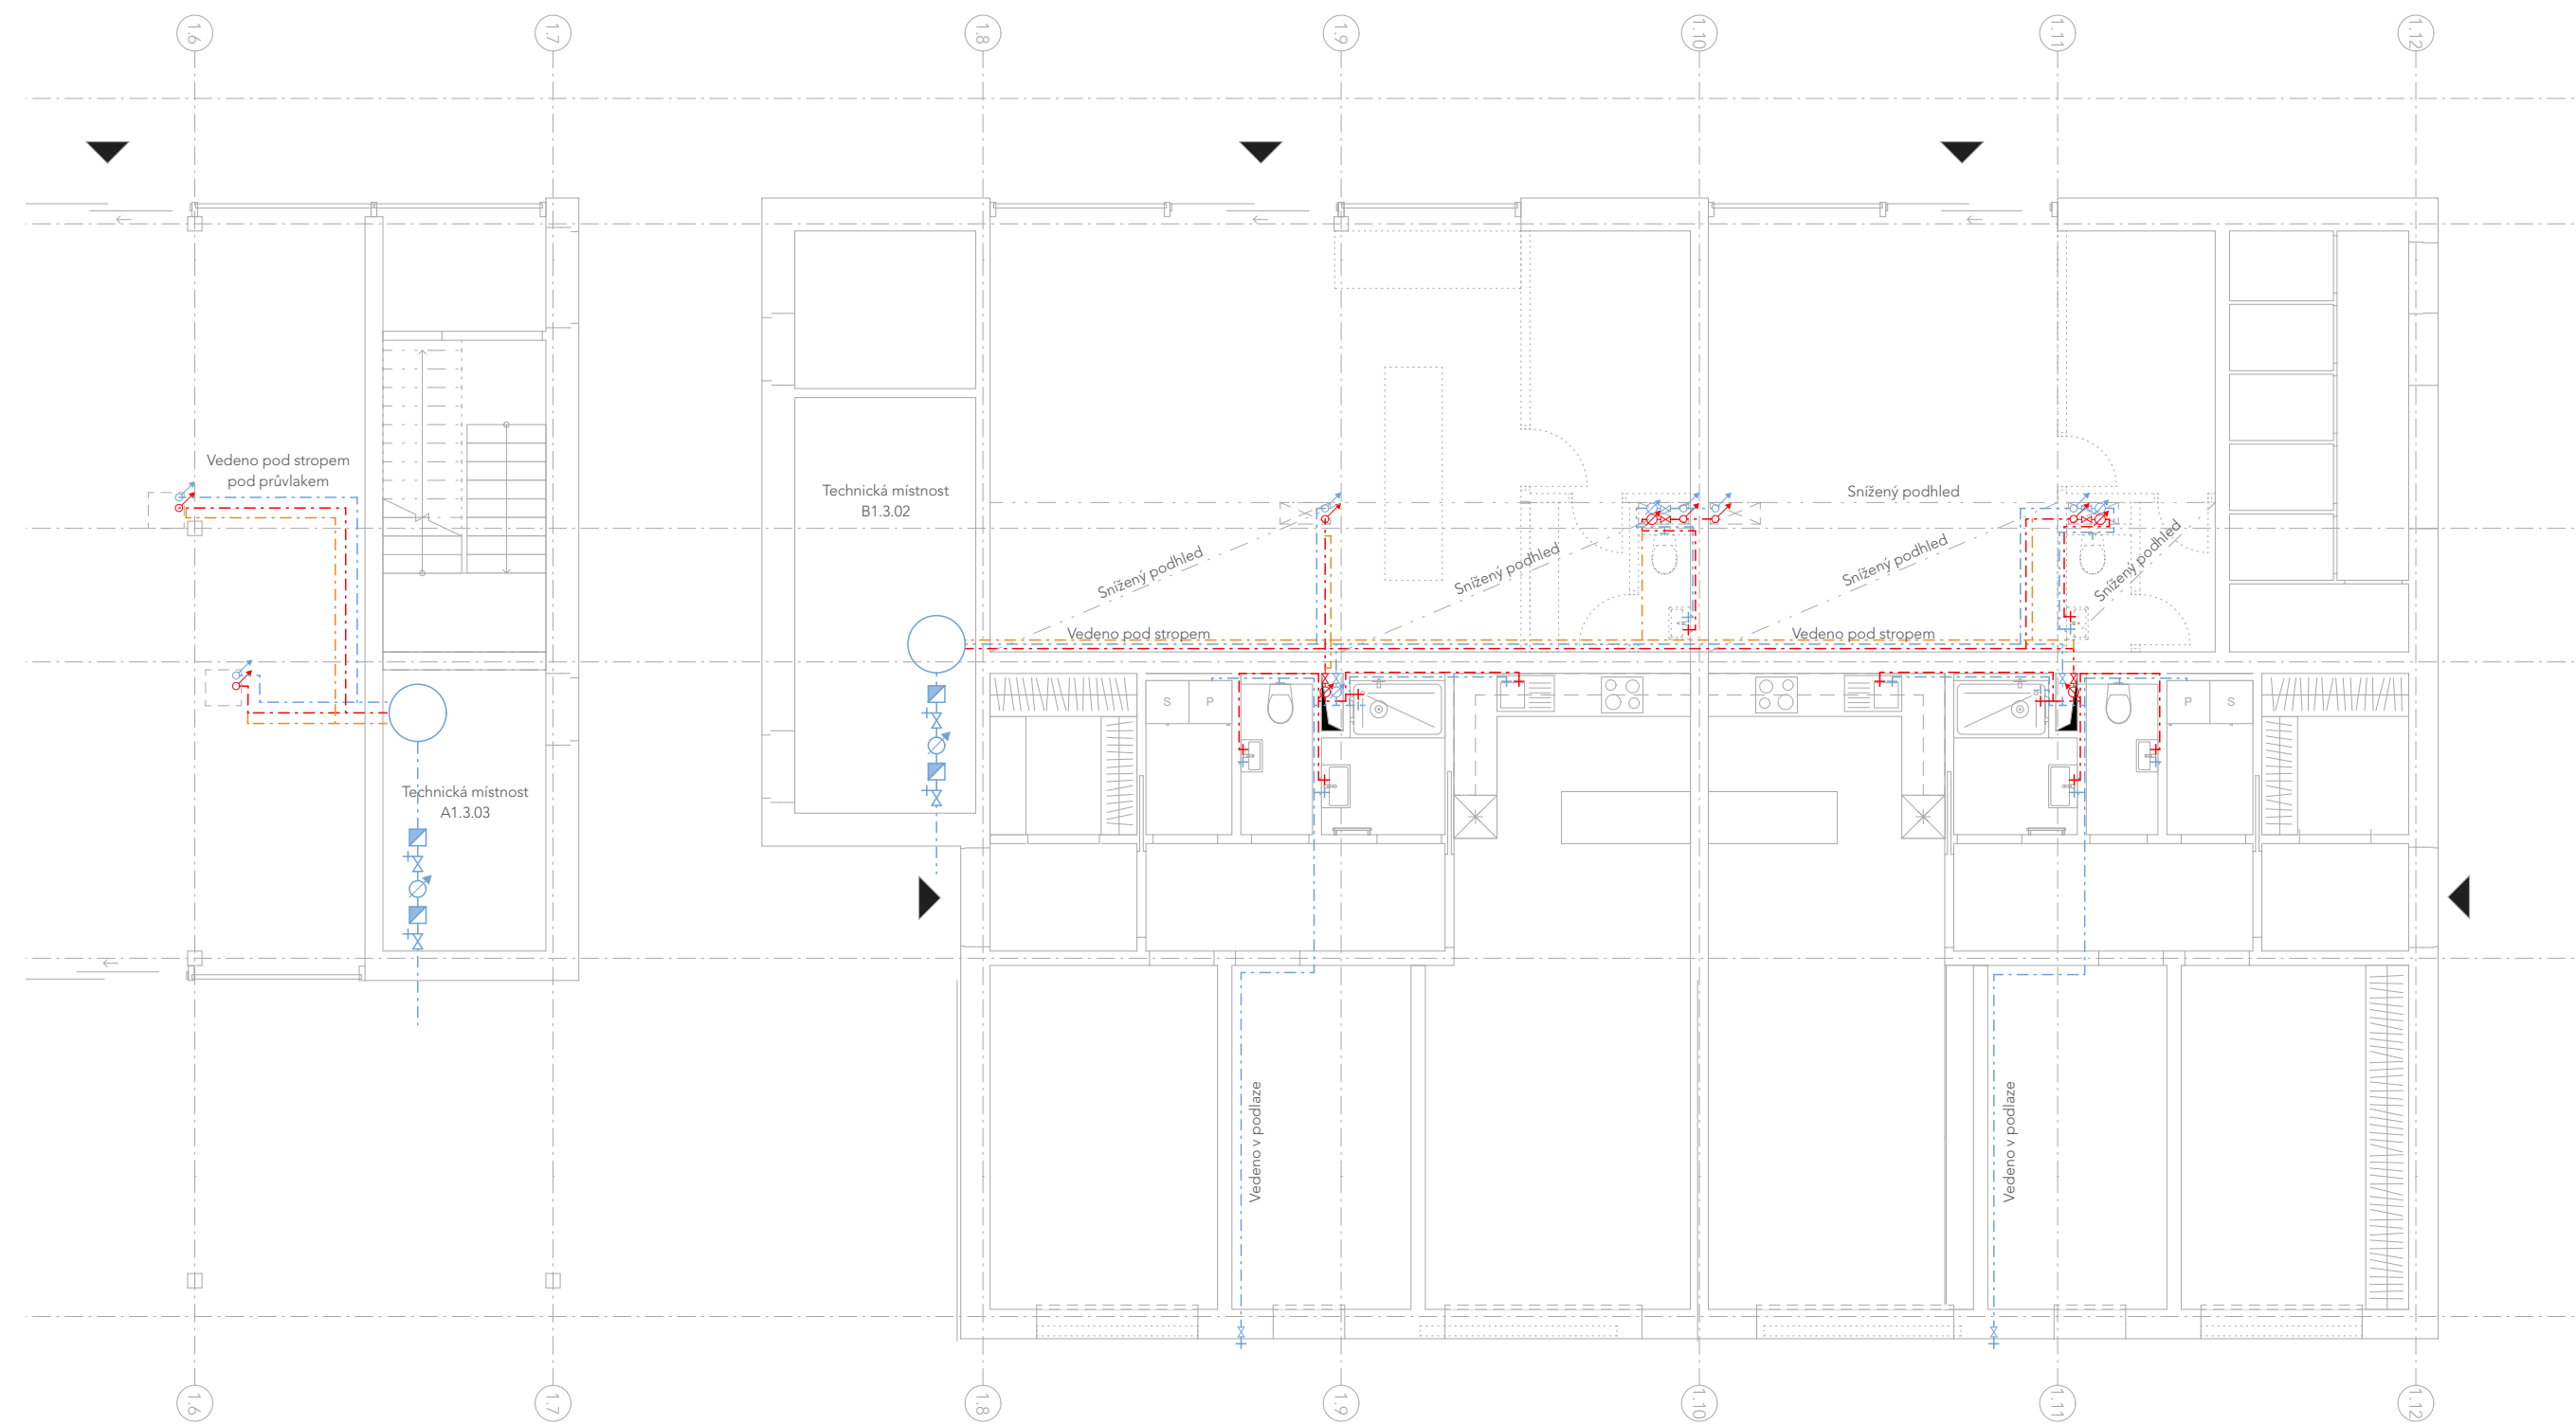 1.6
1.7
1.8
1.9
1.10
1.11
1.12
Vedeno pod stropem
pod průvlakem
Technická místnost
B1.3.02
Snížený podhled
Snížený podhled
Snížený podhled
Snížený podhled
Snížený podhled
Vedeno pod stropem
Vedeno pod stropem
S
P
P
S
Technická místnost
A1.3.03
Vedeno v podlaze
Vedeno v podlaze
1.6
1.7
1.8
1.9
1.10
1.11
1.12